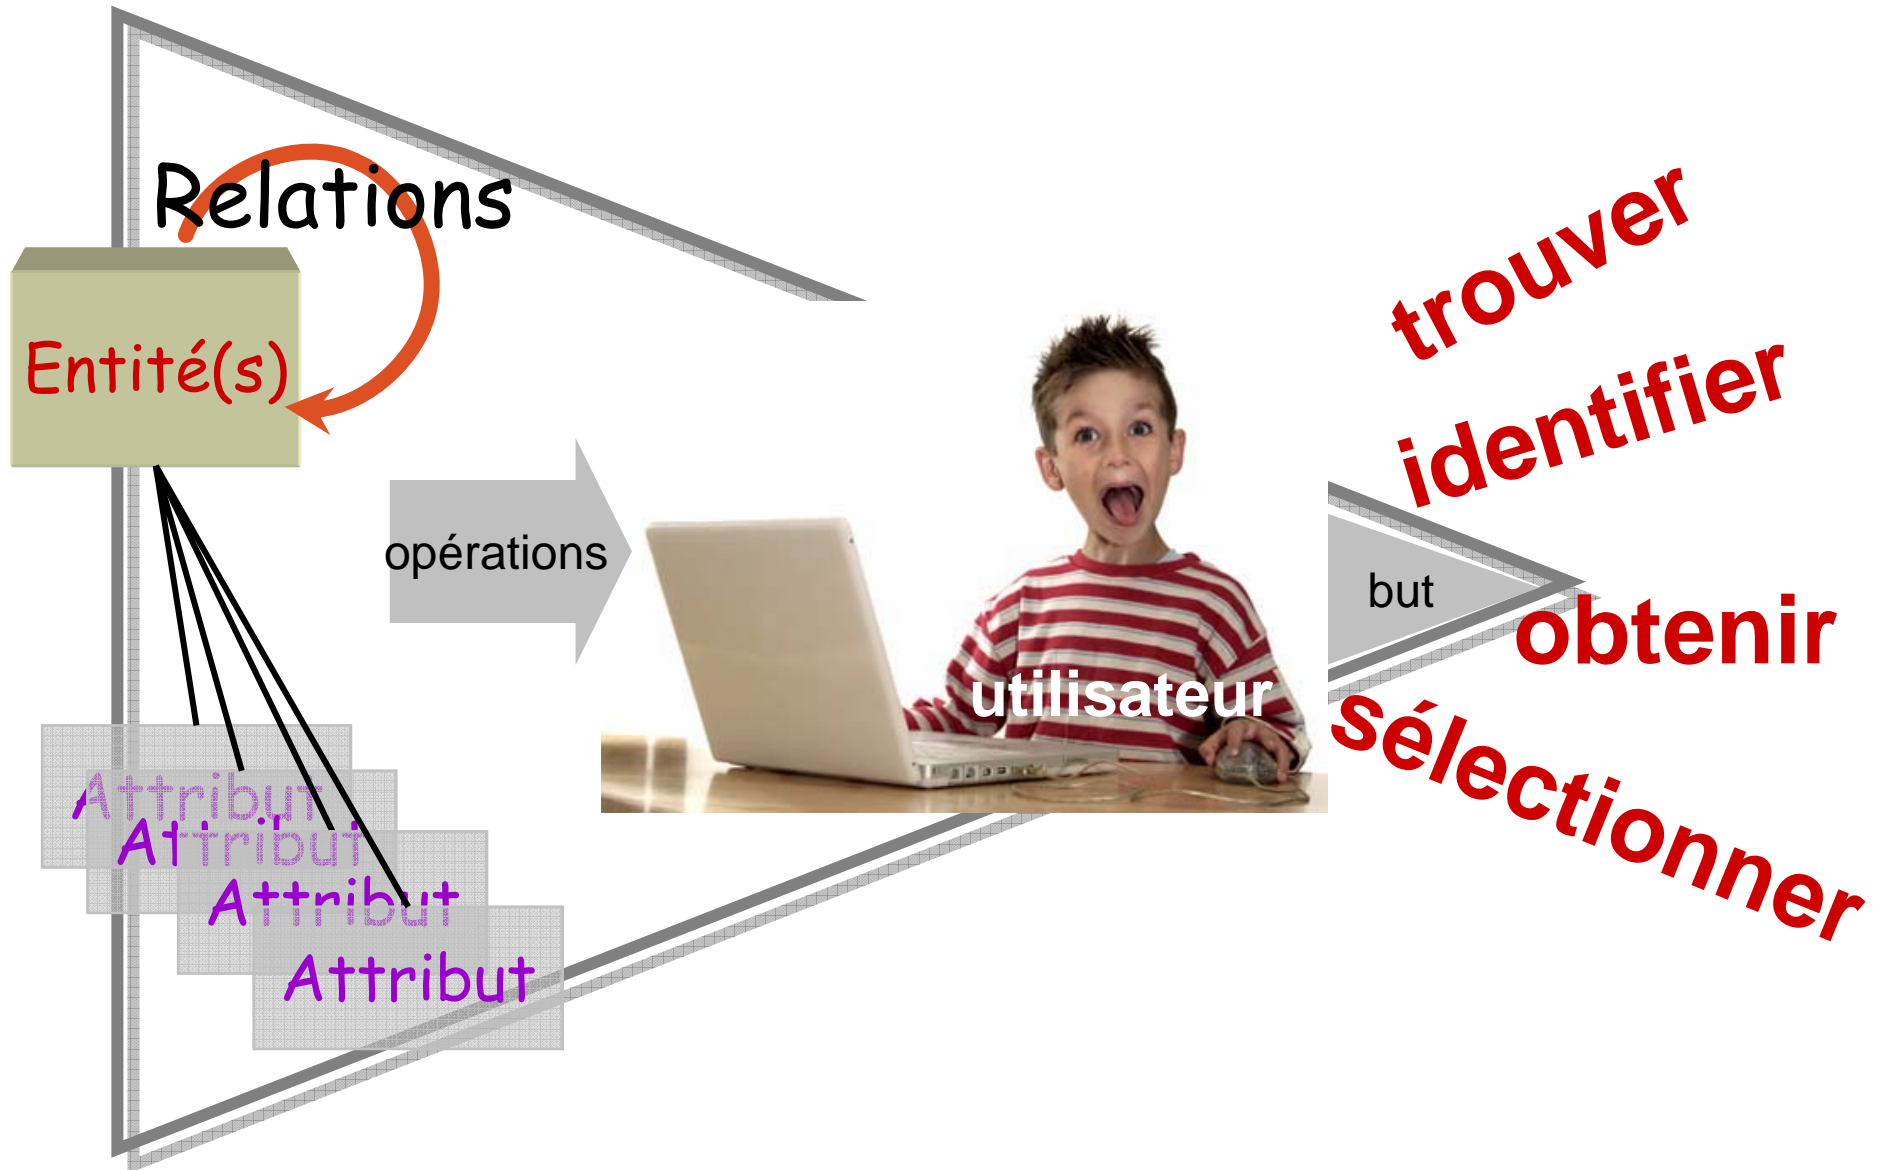 Relations
Entité(s)
opérations
utilisateur
but
trouver
identifier
obtenir
sélectionner
Attribut
Attribut
Attribut
Attribut